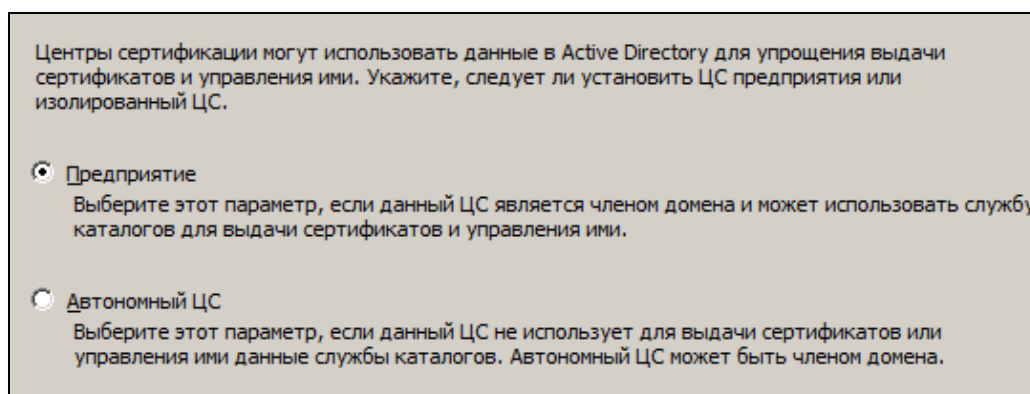 Центры сертификации могут использовать данные в Active Directory для упрощения выдачи
сертификатов и управления ими. Укажите, следует ли установить ЦС предприятия или
изолированный ЦС.
Предприятие
Выберите этот параметр, если данный ЦС является членом домена и может использовать службу
каталогов для выдачи сертификатов и управления ими.
Автономный ЦС
Выберите этот параметр, если данный ЦС не использует для выдачи сертификатов или
управления ими данные службы каталогов. Автономный ЦС может быть членом домена.